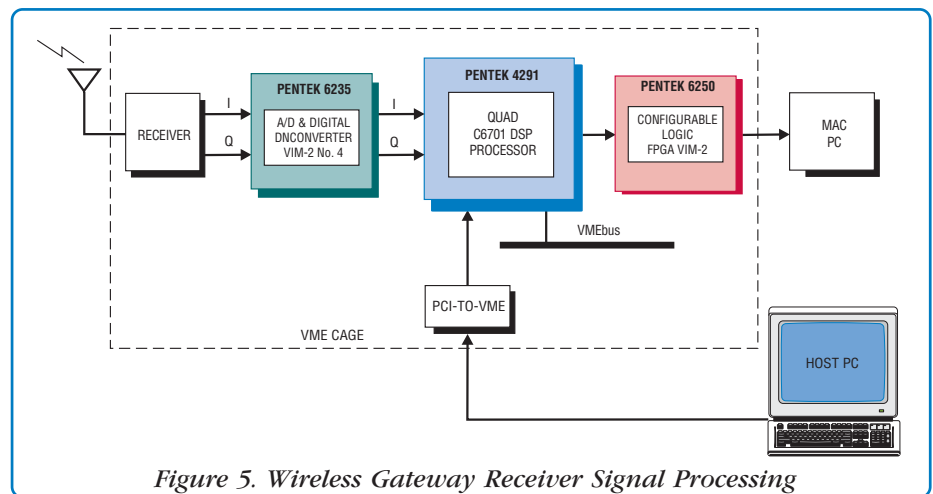 PENTEK 6235
PENTEK 4291
PENTEK 6250
RECEIVER
I
Q
A/D & DIGITAL
DNCONVERTER
VIM-2 No. 4
I
Q
QUAD
C6701 DSP
PROCESSOR
CONFIGURABLE
LOGIC
FPGA VIM-2
MAC
PC
VMEbus
PCI-TO-VME
VME CAGE
HOST PC
Figure 5. Wireless Gateway Receiver Signal Processing